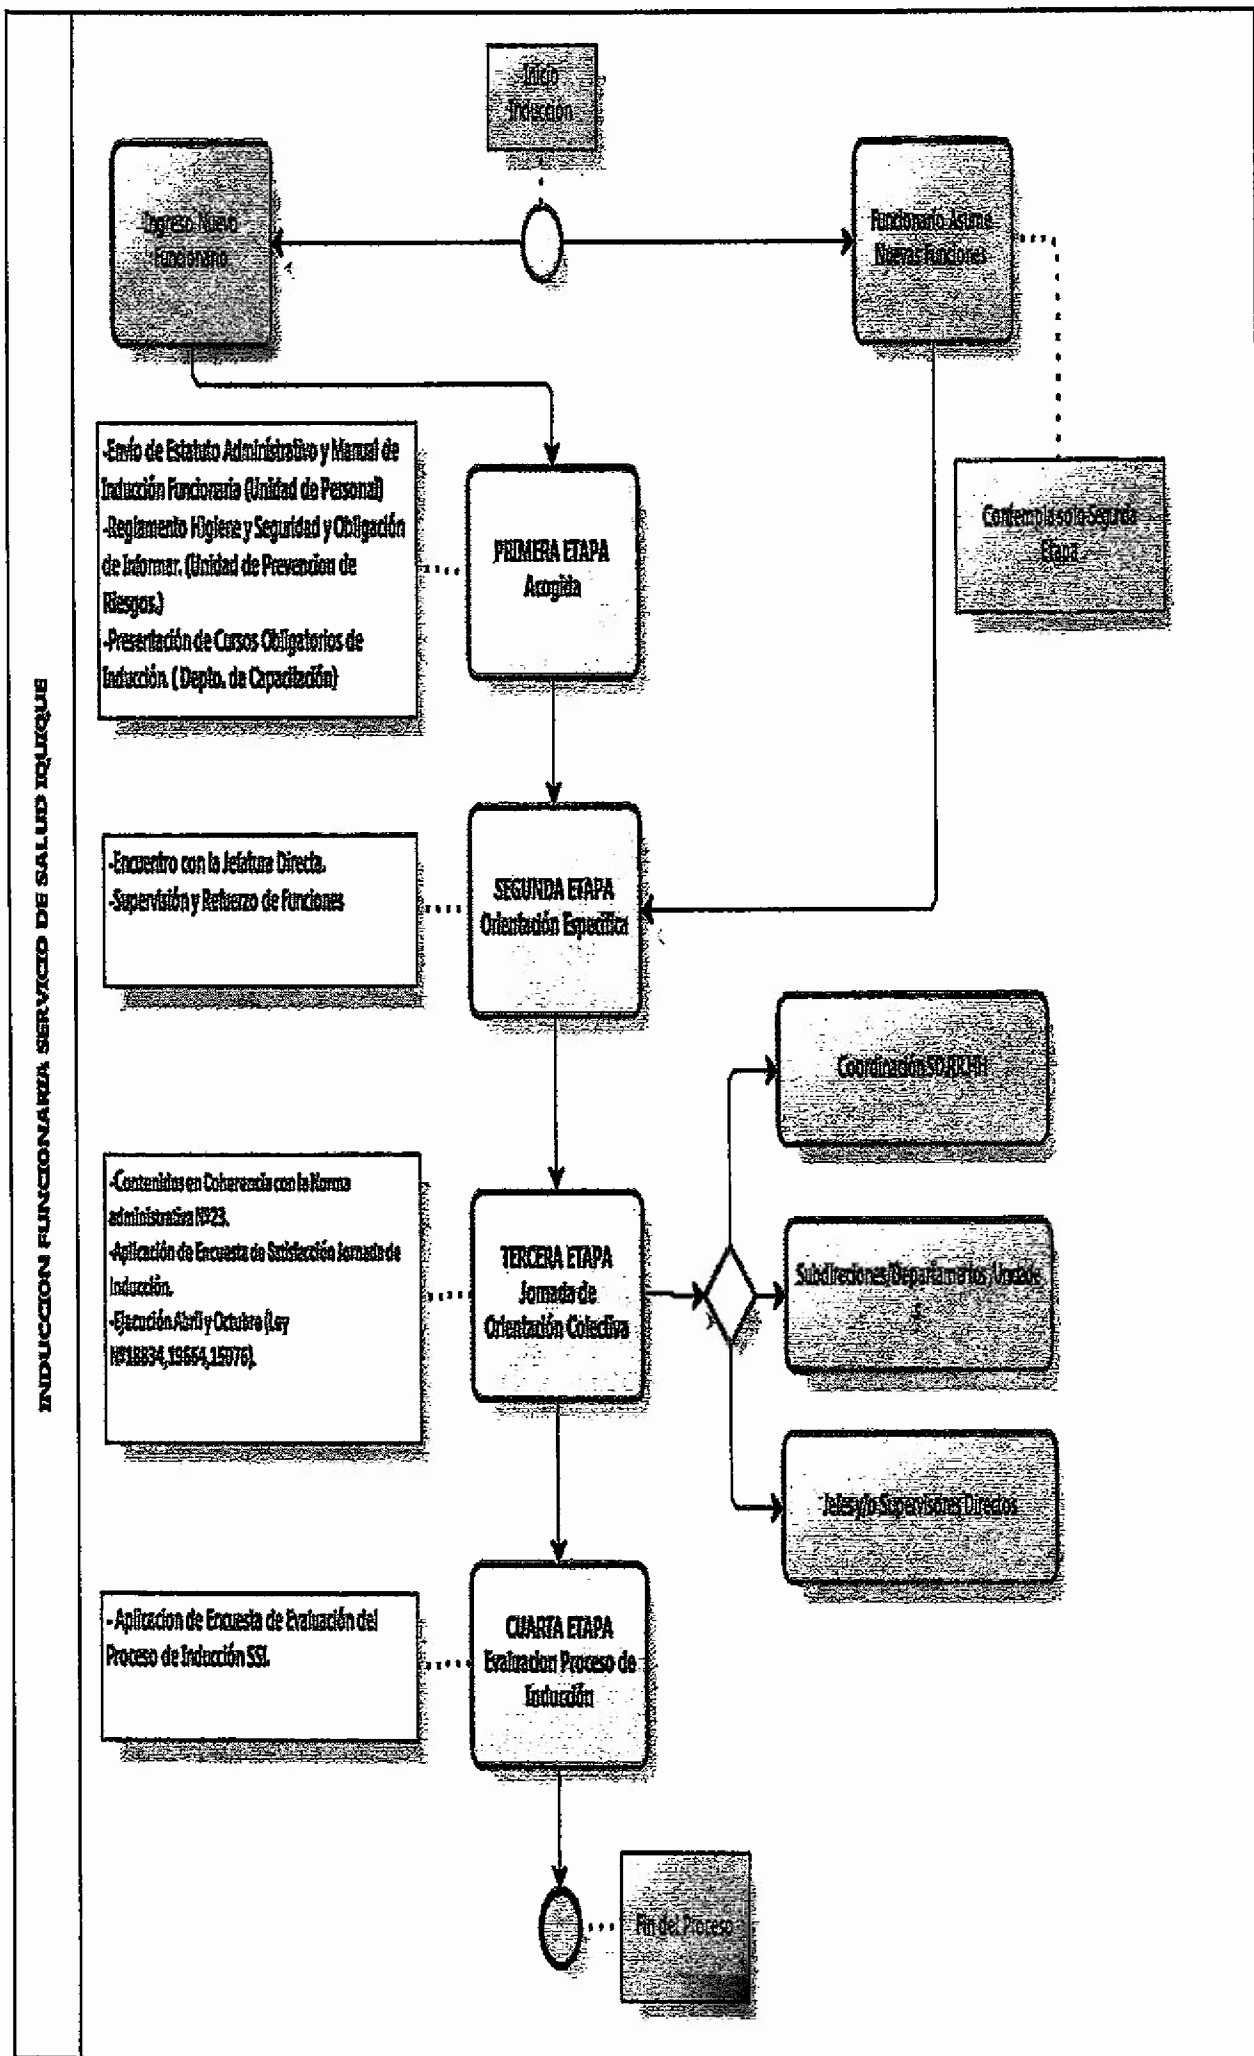 INDUCCION FUNCIONARIA SERVICIO DE SALUD IQUIQUE
Inicio
Inducción
Ingreso Nuevo
Funcionario
Funcionario Asume
Nuevas Funciones
Contempla solo Segunda
Etapa
-Envío de Estatuto Administrativo y Manual de
Inducción Funcionaria (Unidad de Personal)
-Reglamento Higiene y Seguridad y Obligación
de Informar. (Unidad de Prevencion de
Riesgos.)
-Presentación de Cursos Obligatorios de
Inducción. ( Depto. de Capacitación)
PRIMERA ETAPA
Acogida
-Encuentro con la Jefatura Directa.
-Supervisión y Refuerzo de Funciones
SEGUNDA ETAPA
Orientación Específica
-Contenidos en Coherencia con la Norma
administrativa Nº23.
-Aplicación de Encuesta de Satisfacción Jornada de
Inducción.
-Ejecución Abril y Octubre (Ley
Nº18834,19664,15076).
TERCERA ETAPA
Jornada de
Orientación Colectiva
Coordinación SD.RR.HH
Subdireciones/Departamentos/Unidade
s
Jefes y/o Supervisores Directos
- Aplicacion de Encuesta de Evaluación del
Proceso de Inducción SSI.
CUARTA ETAPA
Evaluacion Proceso de
Inducción
Fin del Proceso